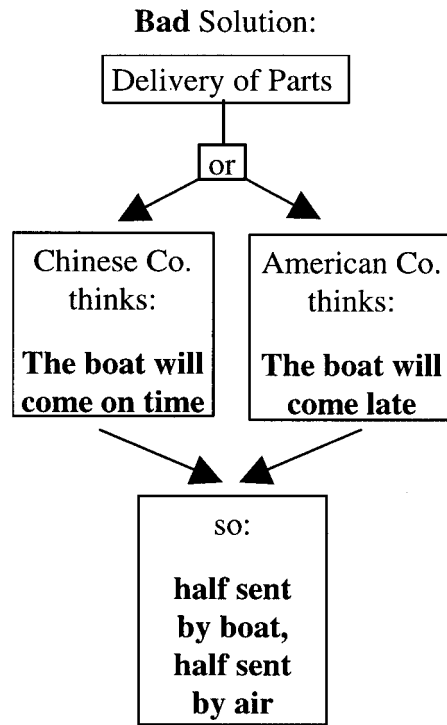 Bad Solution:
Delivery of Parts
or
Chinese Co.
thinks:
The boat will
come on time
American Co.
thinks:
The boat will
come late
so:
half sent
by boat,
half sent
by air